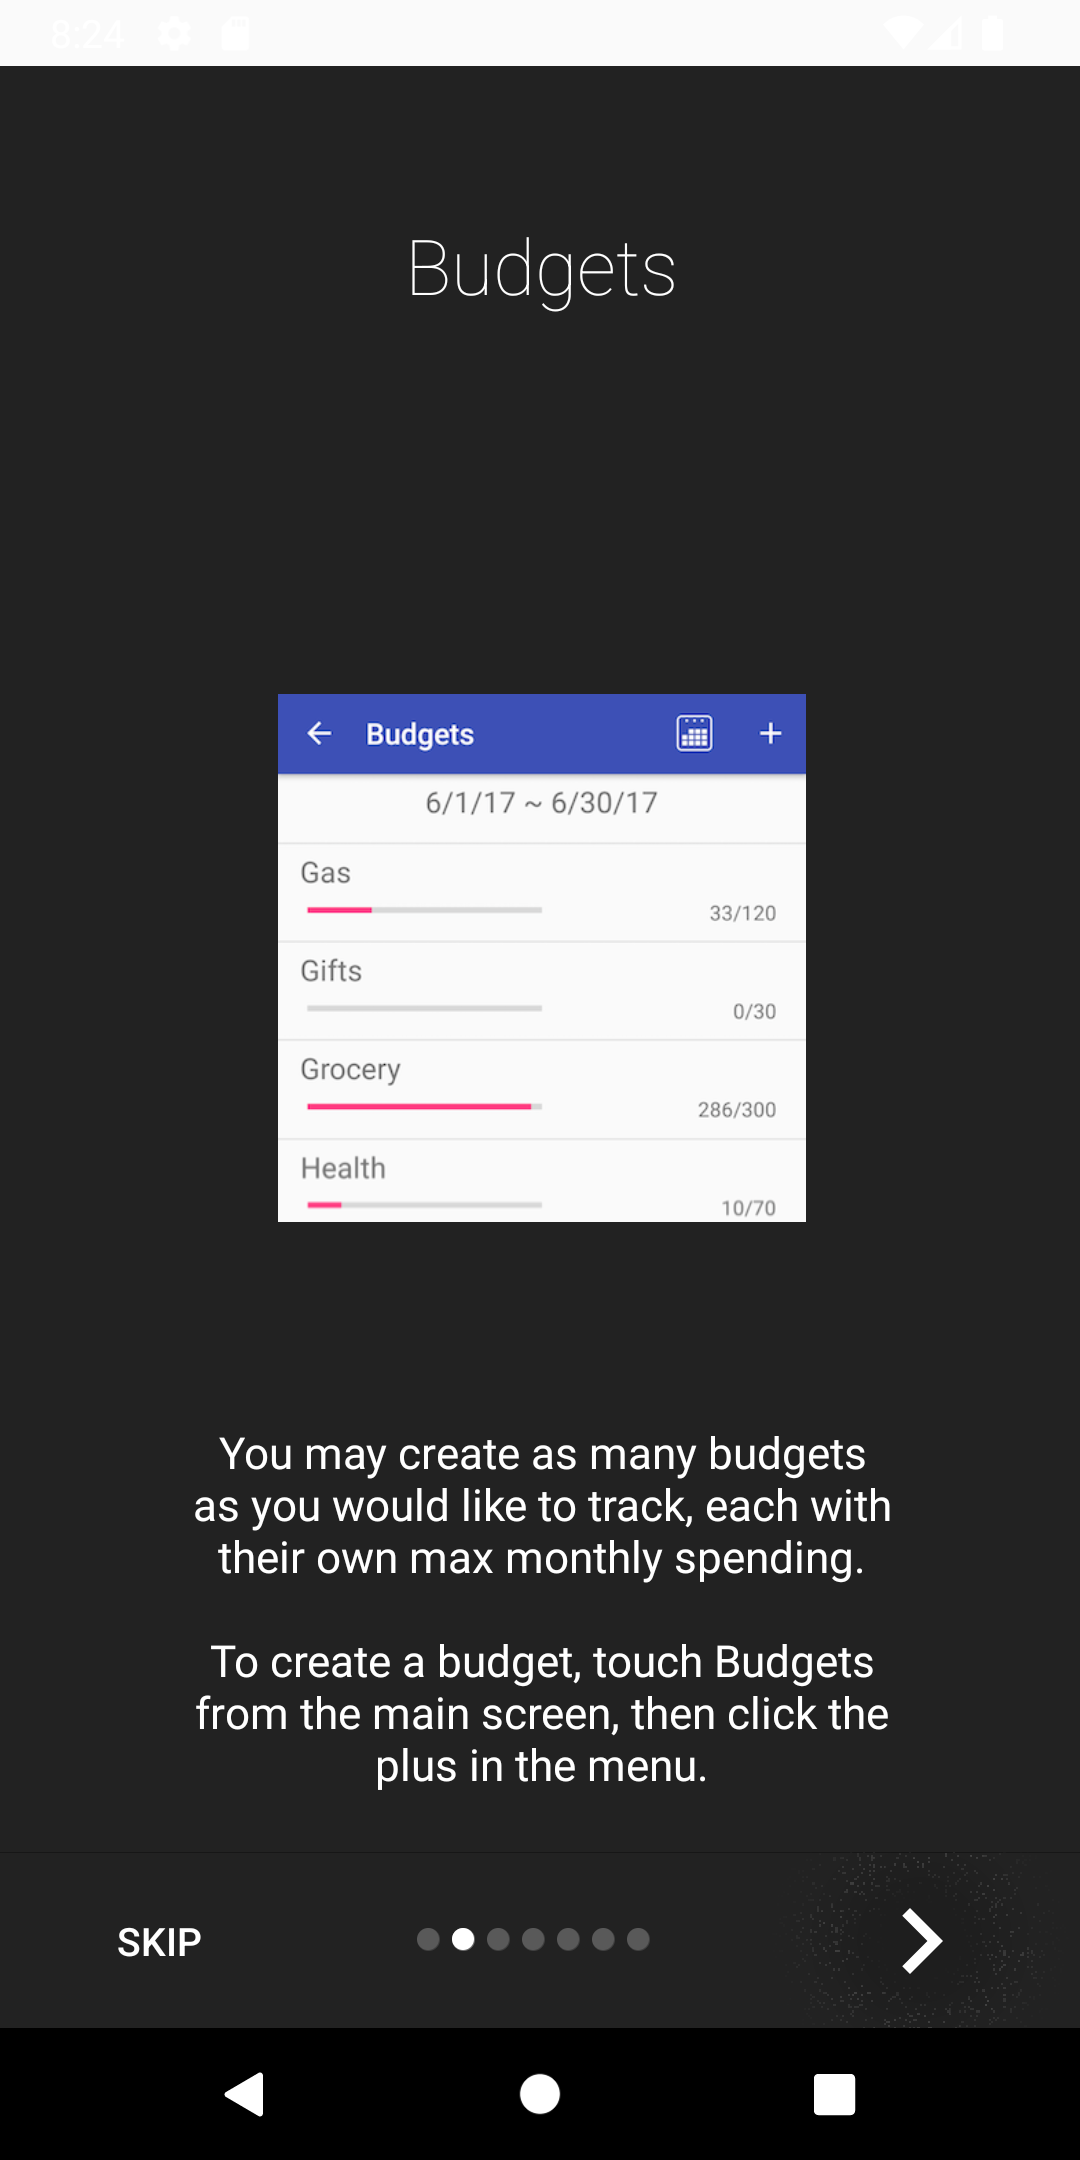 8:24
Budgets
Budgets
6/1/17 ~ 6/30/17
Gas
33/120
Gifts
0/30
Grocery
286/300
Health
10/70
You may create as many budgets
as you would like to track, each with
their own max monthly spending.
To create a budget, touch Budgets
from the main screen, then click the
plus in the menu.
SKIP